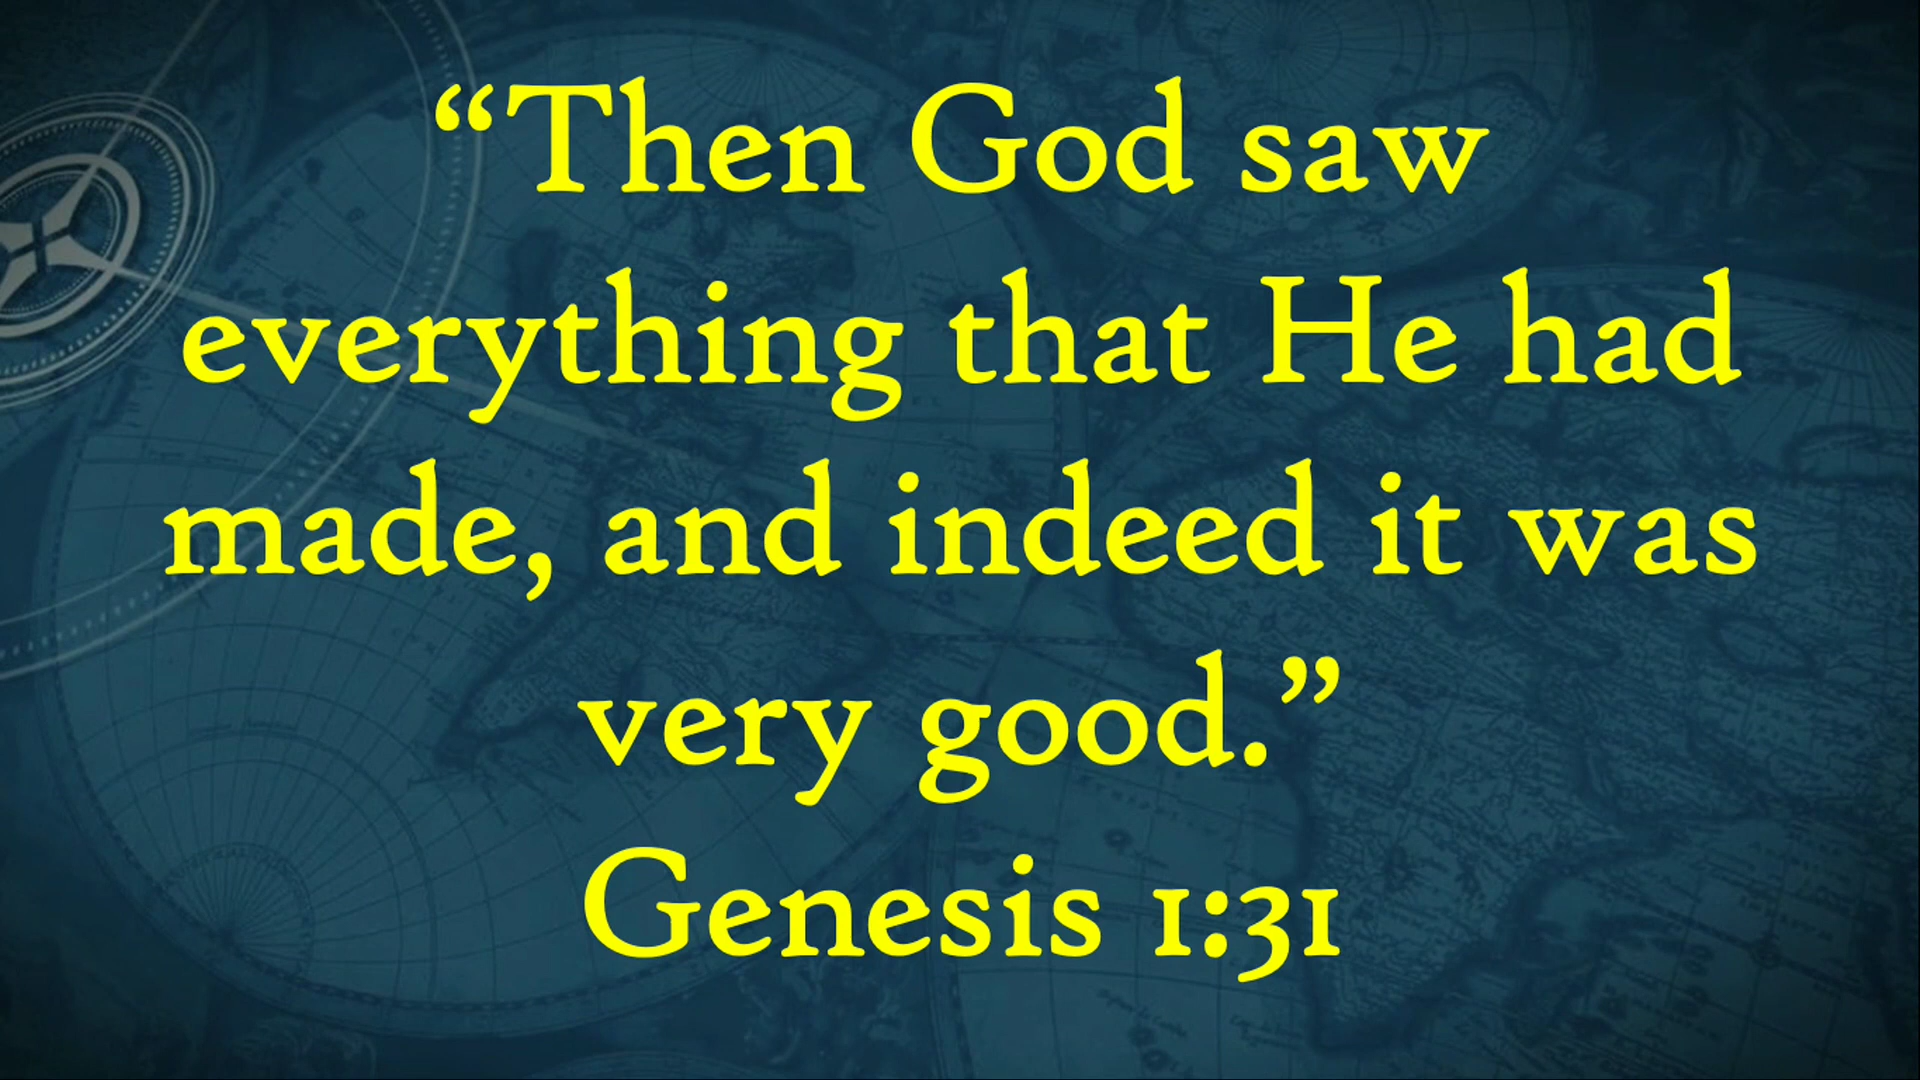 “Then God saw
everything that He had
made, and indeed it was
very good.”
Genesis 1:31